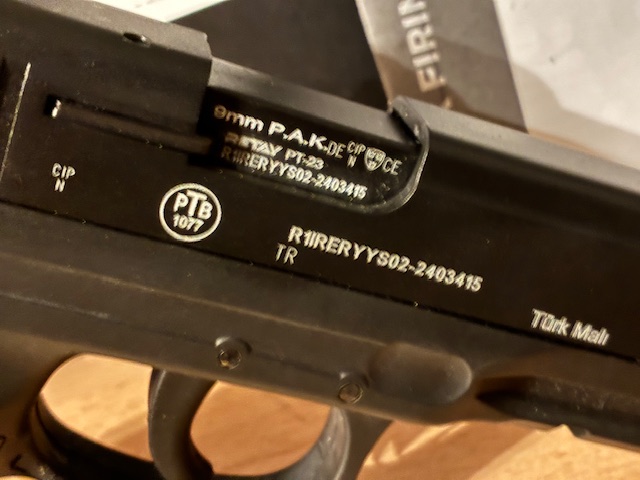 FIRIN
9mm P.A.K. DE CIP N CE
RETAY PT-23
R1IRERYYS02-2403415
CIP
N
PTB
1077
R1IRERYYS02-2403415
TR
Türk Malı